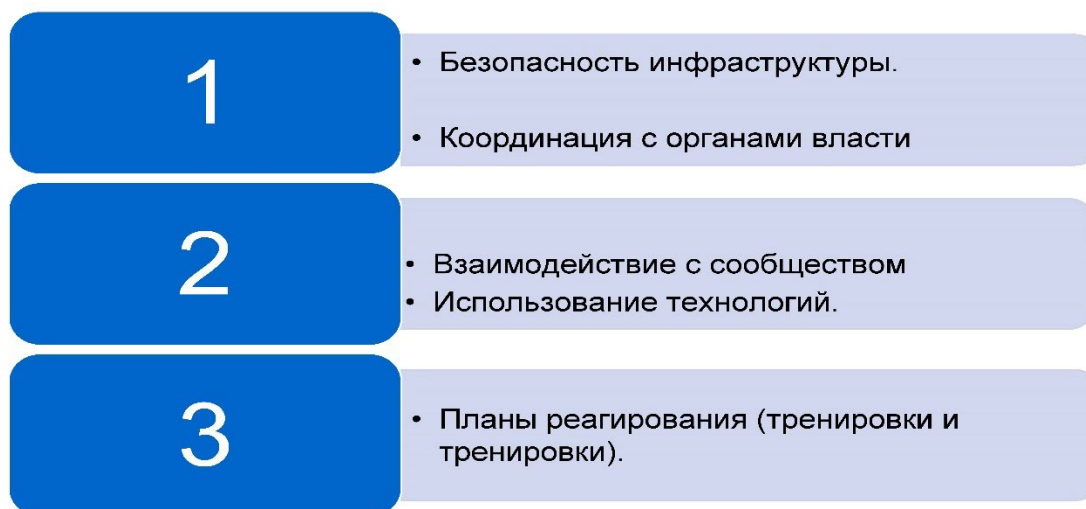 1
• Безопасность инфраструктуры.
• Координация с органами власти
2
• Взаимодействие с сообществом
• Использование технологий.
3
• Планы реагирования (тренировки и
тренировки).